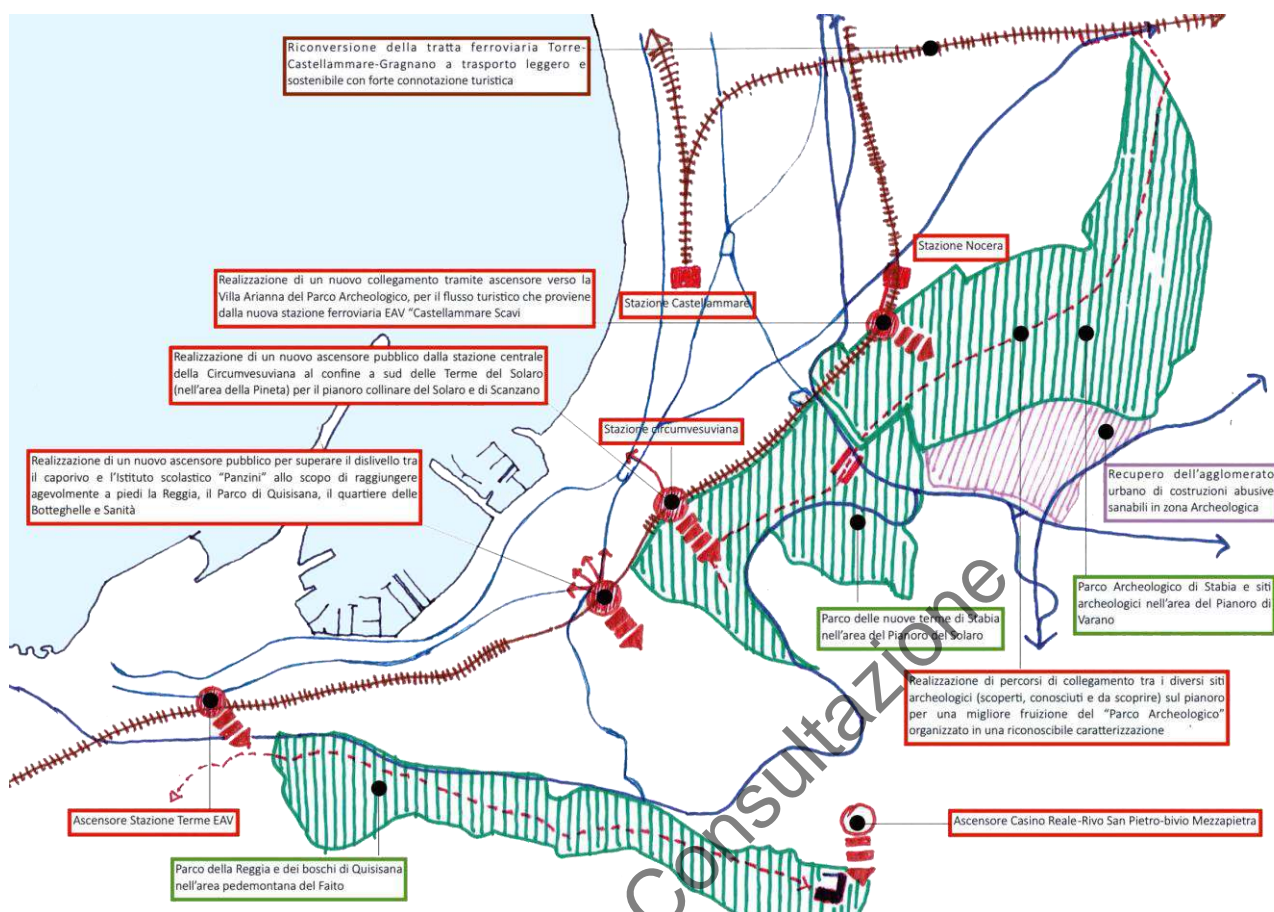 Riconversione della tratta ferroviaria Torre-
Castellammare-Gragnano a trasporto leggero e
sostenibile con forte connotazione turistica
Stazione Nocera
Realizzazione di un nuovo collegamento tramite ascensore verso la
Villa Arianna del Parco Archeologico, per il flusso turistico che proviene
dalla nuova stazione ferroviaria EAV "Castellammare Scavi
Stazione Castellammare
Realizzazione di un nuovo ascensore pubblico dalla stazione centrale
della Circumvesuviana al confine a sud delle Terme del Solaro
(nell'area della Pineta) per il pianoro collinare del Solaro e di Scanzano
Stazione circumvesuviana
Realizzazione di un nuovo ascensore pubblico per superare il dislivello tra
il caporivo e l'Istituto scolastico "Panzini" allo scopo di raggiungere
agevolmente a piedi la Reggia, il Parco di Quisisana, il quartiere delle
Botteghelle e Sanità
Recupero dell'agglomerato
urbano di costruzioni abusive
sanabili in zona Archeologica
Parco Archeologico di Stabia e siti
archeologici nell'area del Pianoro di
Varano
Parco delle nuove terme di Stabia
nell'area del Pianoro del Solaro
Realizzazione di percorsi di collegamento tra i diversi siti
archeologici (scoperti, conosciuti e da scoprire) sul pianoro
per una migliore fruizione del "Parco Archeologico"
organizzato in una riconoscibile caratterizzazione
Ascensore Stazione Terme EAV
Ascensore Casino Reale-Rivo San Pietro-bivio Mezzapietra
Parco della Reggia e dei boschi di Quisisana
nell'area pedemontana del Faito
Consultazione